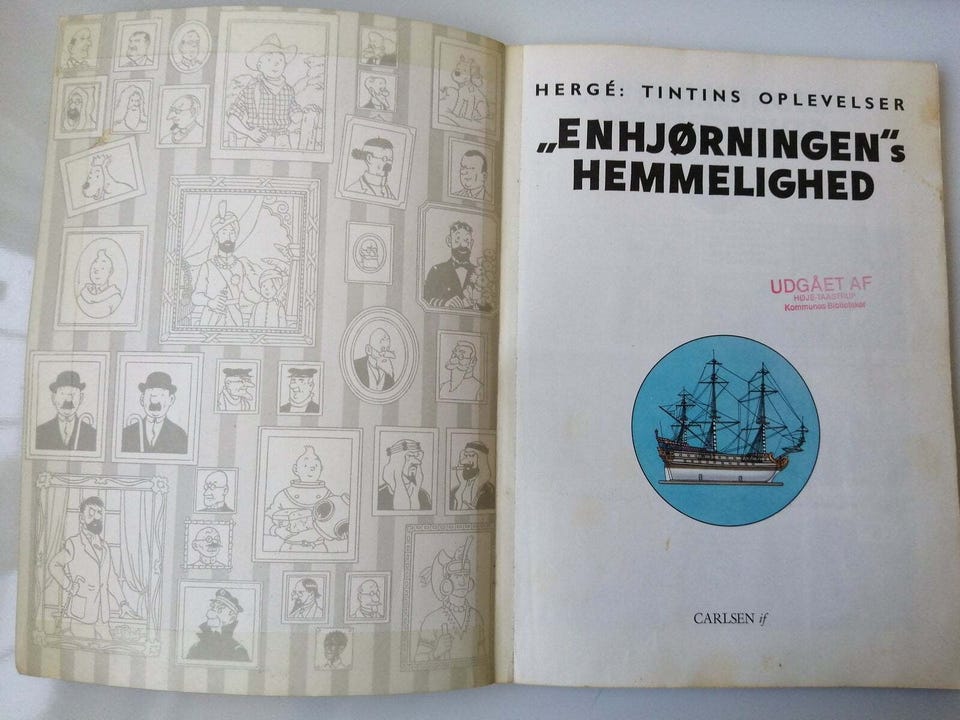 HERGÉ: TINTINS OPLEVELSER
„ENHJØRNINGEN“s
HEMMELIGHED
UDGÅET AF
HØJE-TAASTRUP
Kommunes Biblioteker
CARLSEN if